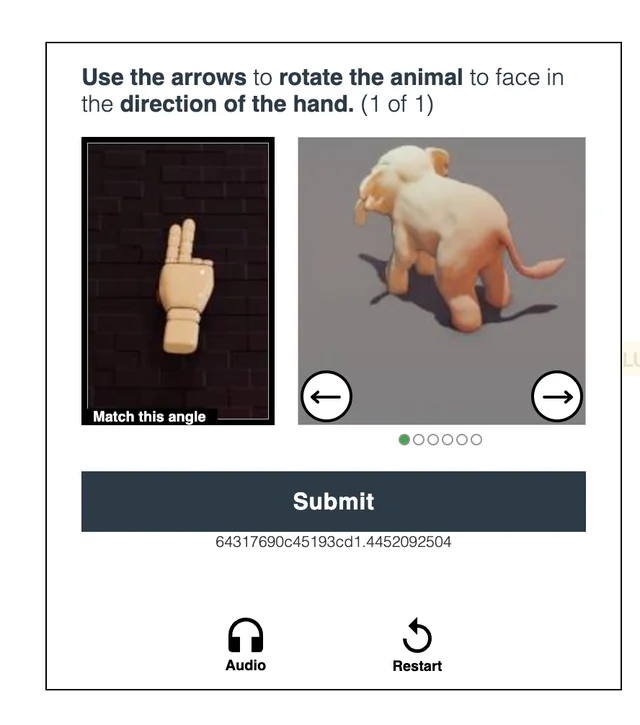 Use the arrows to rotate the animal to face in
the direction of the hand. (1 of 1)
Match this angle
Submit
64317690c45193cd1.4452092504
Audio
Restart